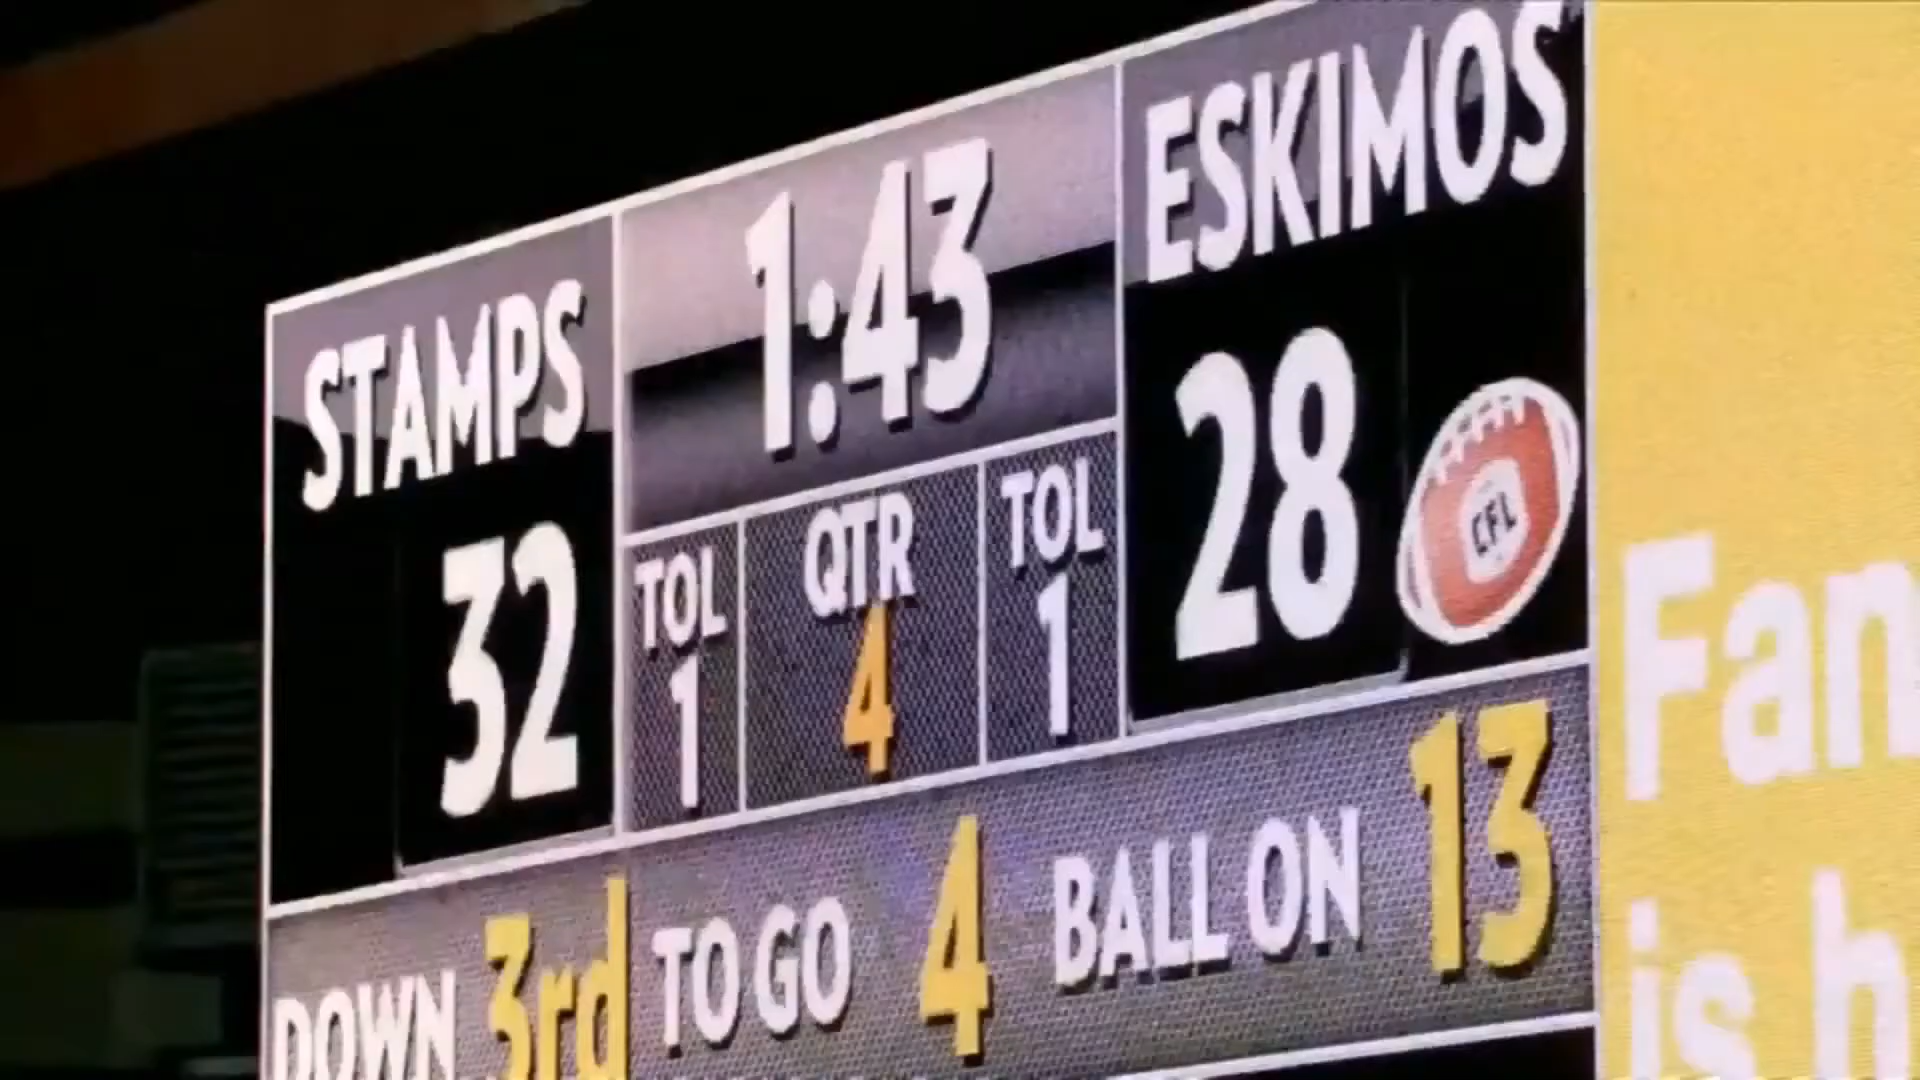 STAMPS
32
1:43
TOL
1
QTR
4
TOL
1
ESKIMOS
28
CFL
DOWN 3rd TO GO 4 BALL ON 13
Fan
is h